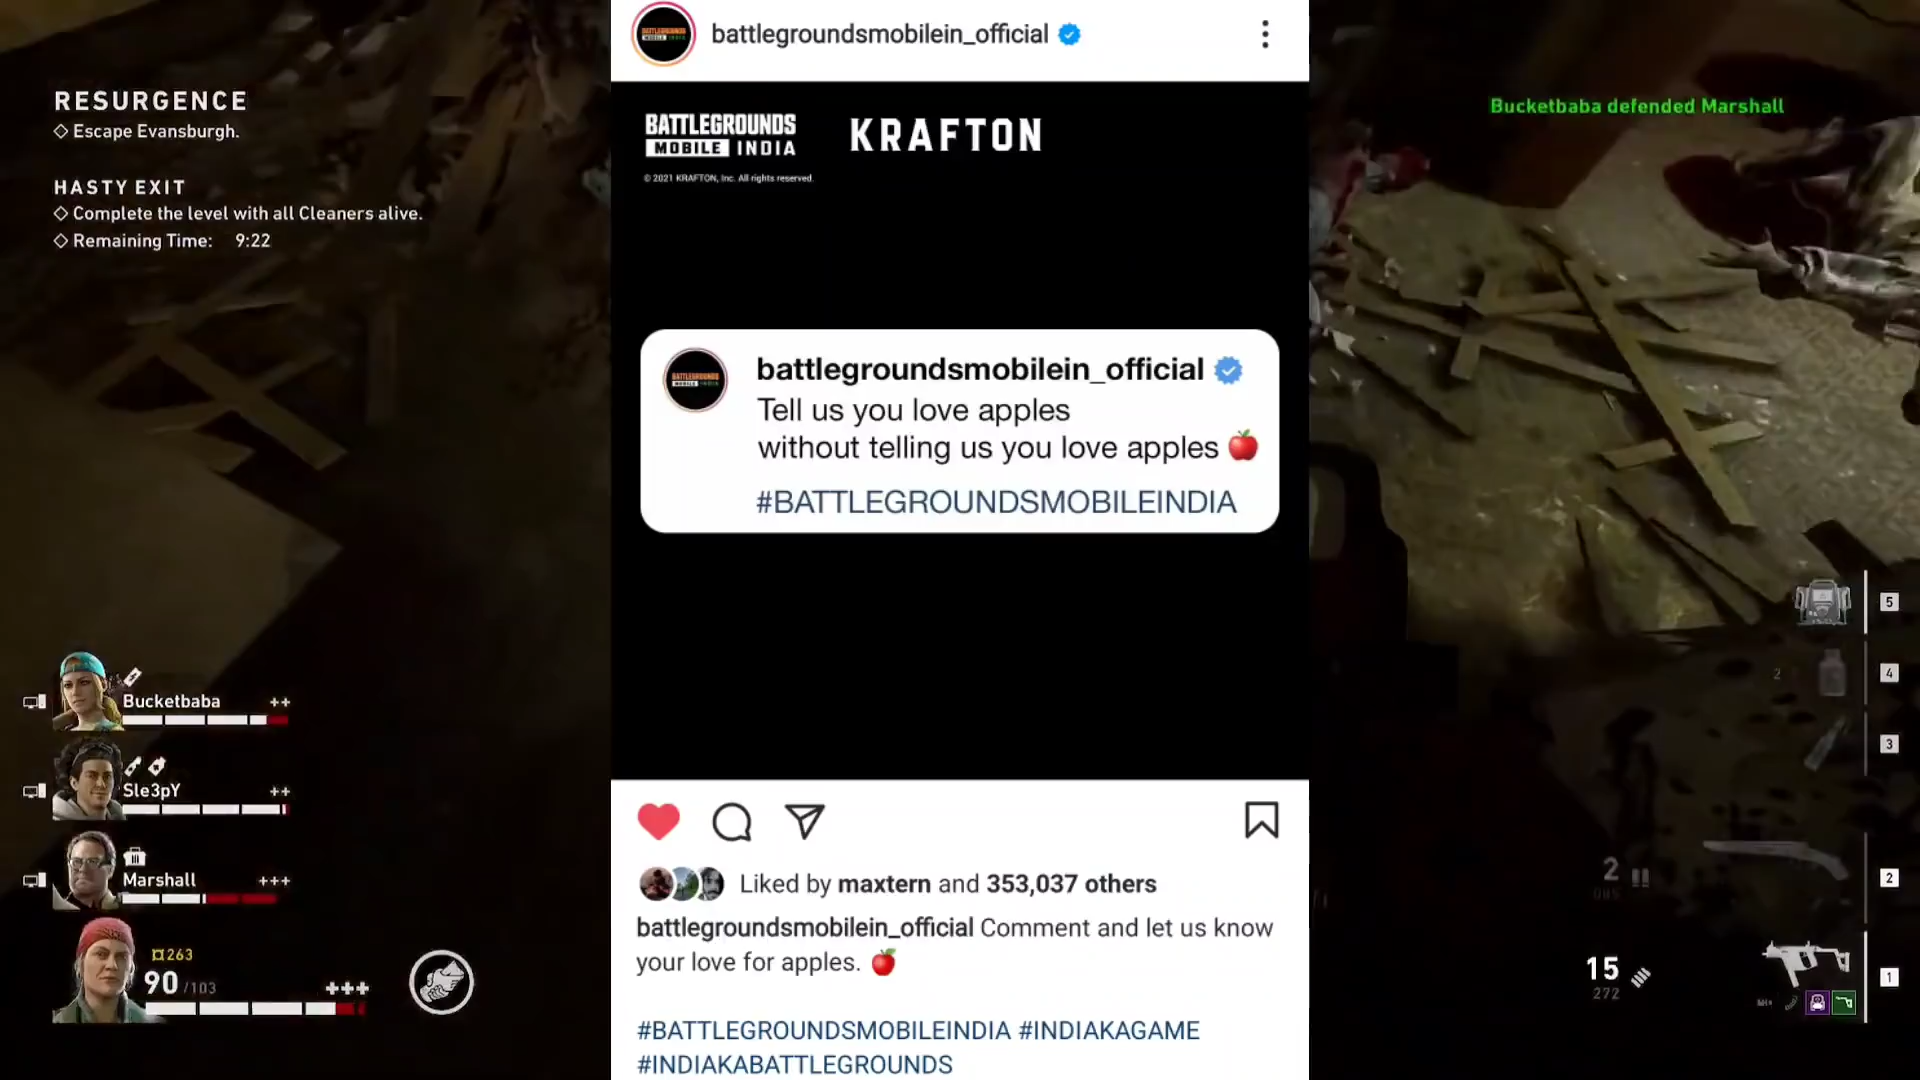 battlegroundsmobilein_official
RESURGENCE
Escape Evansburgh.
HASTY EXIT
Complete the level with all Cleaners alive.
Remaining Time: 9:22
Bucketbaba defended Marshall
BATTLEGROUNDS
MOBILE INDIA
KRAFTON
© 2021 KRAFTON, Inc. All rights reserved.
battlegroundsmobilein_official
Tell us you love apples
without telling us you love apples 🍎
#BATTLEGROUNDSMOBILEINDIA
Liked by maxtern and 353,037 others
battlegroundsmobilein_official Comment and let us know
your love for apples. 🍎
#BATTLEGROUNDSMOBILEINDIA #INDIAKAGAME
#INDIAKABATTLEGROUNDS
Bucketbaba ++
Sle3pY ++
Marshall +++
263
90 /103 +++
5
2 4
3
2 2
15 1
272